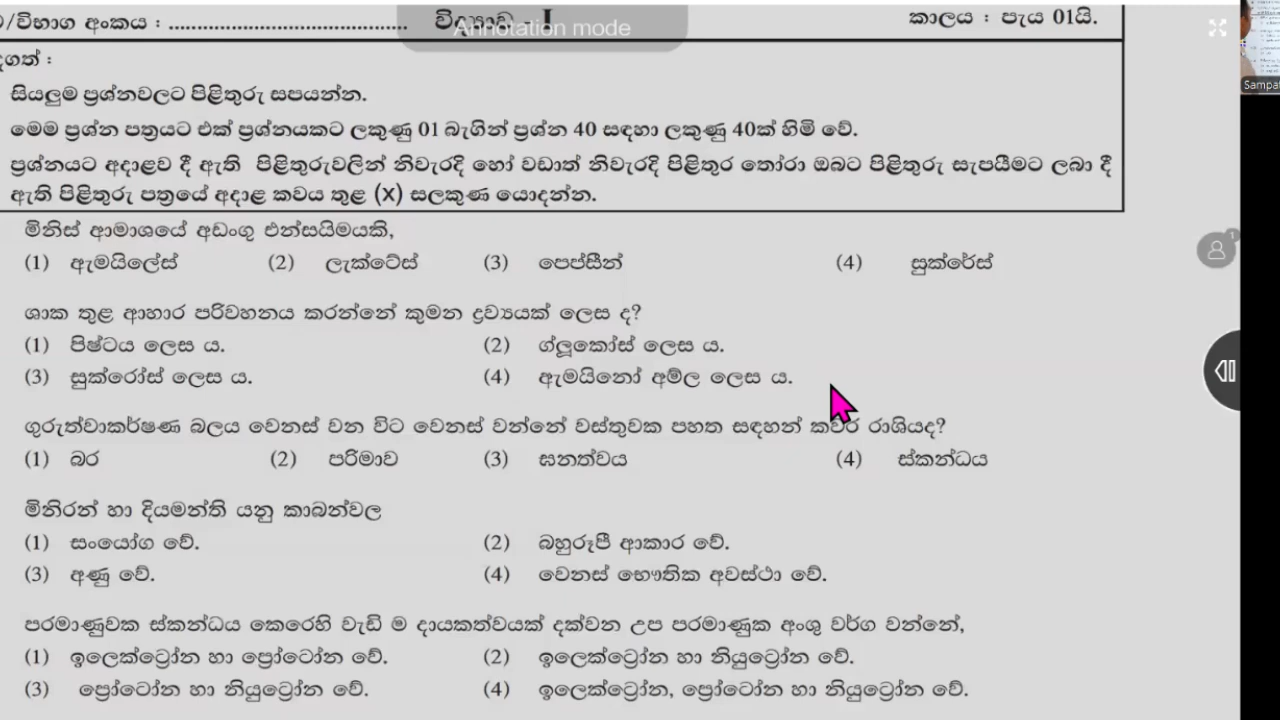 /විභාග අංකය : ........................................ විද්‍යාව - I කාලය : පැය 01යි.
Annotation mode
සියලුම ප්‍රශ්නවලට පිළිතුරු සපයන්න.
මෙම ප්‍රශ්න පත්‍රයට එක් ප්‍රශ්නයකට ලකුණු 01 බැගින් ප්‍රශ්න 40 සඳහා ලකුණු 40ක් හිමි වේ.
ප්‍රශ්නයට අදාළව දී ඇති පිළිතුරුවලින් නිවැරදි හෝ වඩාත් නිවැරදි පිළිතුර තෝරා ඔබට පිළිතුරු සැපයීමට ලබා දී
ඇති පිළිතුරු පත්‍රයේ අදාළ කවය තුළ (X) සලකුණ යොදන්න.
මිනිස් ආමාශයේ අඩංගු එන්සයිමයකි,
(1) ඇමයිලේස් (2) ලැක්ටේස් (3) පෙප්සීන් (4) සුක්රේස්
ශාක තුළ ආහාර පරිවහනය කරන්නේ කුමන ද්‍රව්‍යයක් ලෙස ද?
(1) පිෂ්ටය ලෙස ය. (2) ග්ලූකෝස් ලෙස ය.
(3) සුක්රෝස් ලෙස ය. (4) ඇමයිනෝ අම්ල ලෙස ය.
ගුරුත්වාකර්ෂණ බලය වෙනස් වන විට වෙනස් වන්නේ වස්තුවක පහත සඳහන් කවර රාශියද?
(1) බර (2) පරිමාව (3) ඝනත්වය (4) ස්කන්ධය
මිනිරන් හා දියමන්ති යනු කාබන්වල
(1) සංයෝග වේ. (2) බහුරූපී ආකාර වේ.
(3) අණු වේ. (4) වෙනස් භෞතික අවස්ථා වේ.
පරමාණුවක ස්කන්ධය කෙරෙහි වැඩි ම දායකත්වයක් දක්වන උප පරමාණුක අංශු වර්ග වන්නේ,
(1) ඉලෙක්ට්‍රෝන හා ප්‍රෝටෝන වේ. (2) ඉලෙක්ට්‍රෝන හා නියුට්‍රෝන වේ.
(3) ප්‍රෝටෝන හා නියුට්‍රෝන වේ. (4) ඉලෙක්ට්‍රෝන, ප්‍රෝටෝන හා නියුට්‍රෝන වේ.